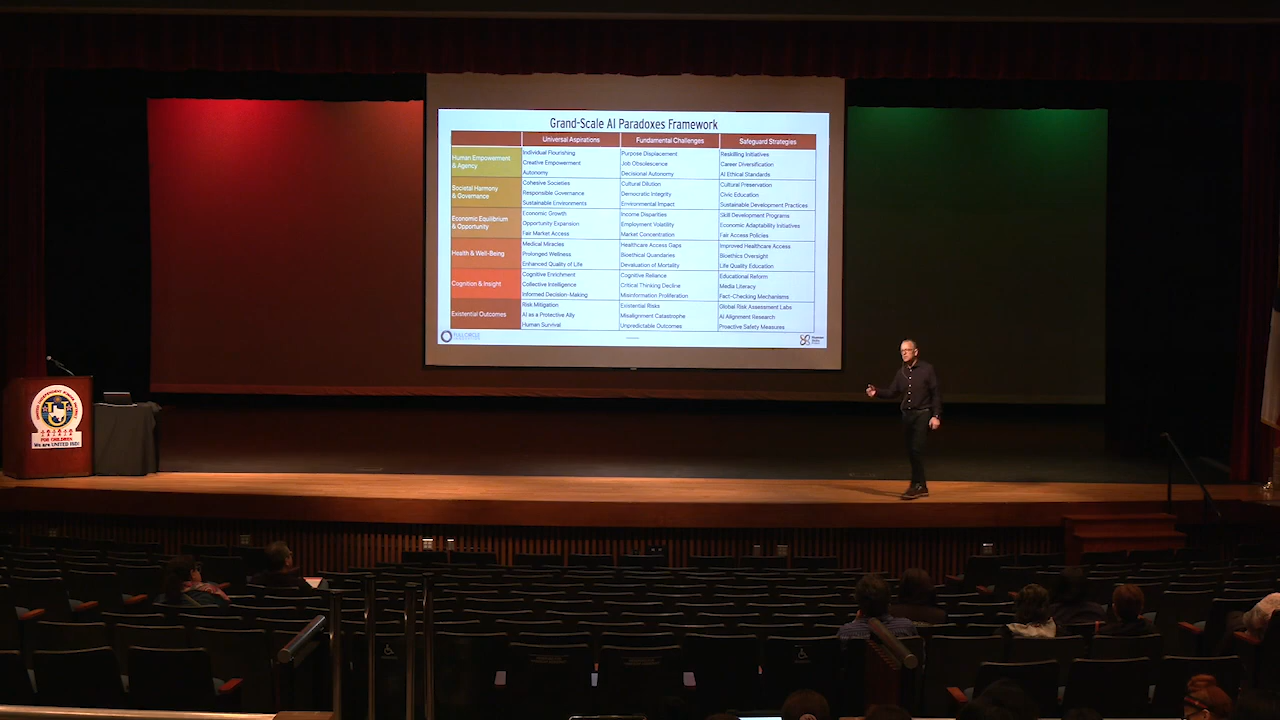 Grand-Scale AI Paradoxes Framework
Universal Aspirations
Fundamental Challenges
Safeguard Strategies
Human Empowerment
& Agency
Individual Flourishing
Creative Empowerment
Autonomy
Purpose Displacement
Job Obsolescence
Decisional Autonomy
Reskilling Initiatives
Career Diversification
AI Ethical Standards
Societal Harmony
& Governance
Cohesive Societies
Responsible Governance
Sustainable Environments
Cultural Dilution
Democratic Integrity
Environmental Impact
Cultural Preservation
Civic Education
Sustainable Development Practices
Economic Equilibrium
& Opportunity
Economic Growth
Opportunity Expansion
Fair Market Access
Income Disparities
Employment Volatility
Market Concentration
Skill Development Programs
Economic Adaptability Initiatives
Fair Access Policies
Health & Well-Being
Medical Miracles
Prolonged Wellness
Enhanced Quality of Life
Healthcare Access Gaps
Bioethical Quandaries
Devaluation of Mortality
Improved Healthcare Access
Bioethics Oversight
Life Quality Education
Cognition & Insight
Cognitive Enrichment
Collective Intelligence
Informed Decision-Making
Cognitive Reliance
Critical Thinking Decline
Misinformation Proliferation
Educational Reform
Media Literacy
Fact-Checking Mechanisms
Existential Outcomes
Risk Mitigation
AI as a Protective Ally
Human Survival
Existential Risks
Misalignment Catastrophe
Unpredictable Outcomes
Global Risk Assessment Labs
AI Alignment Research
Proactive Safety Measures
FOR CHILDREN
We are UNITED ISD!